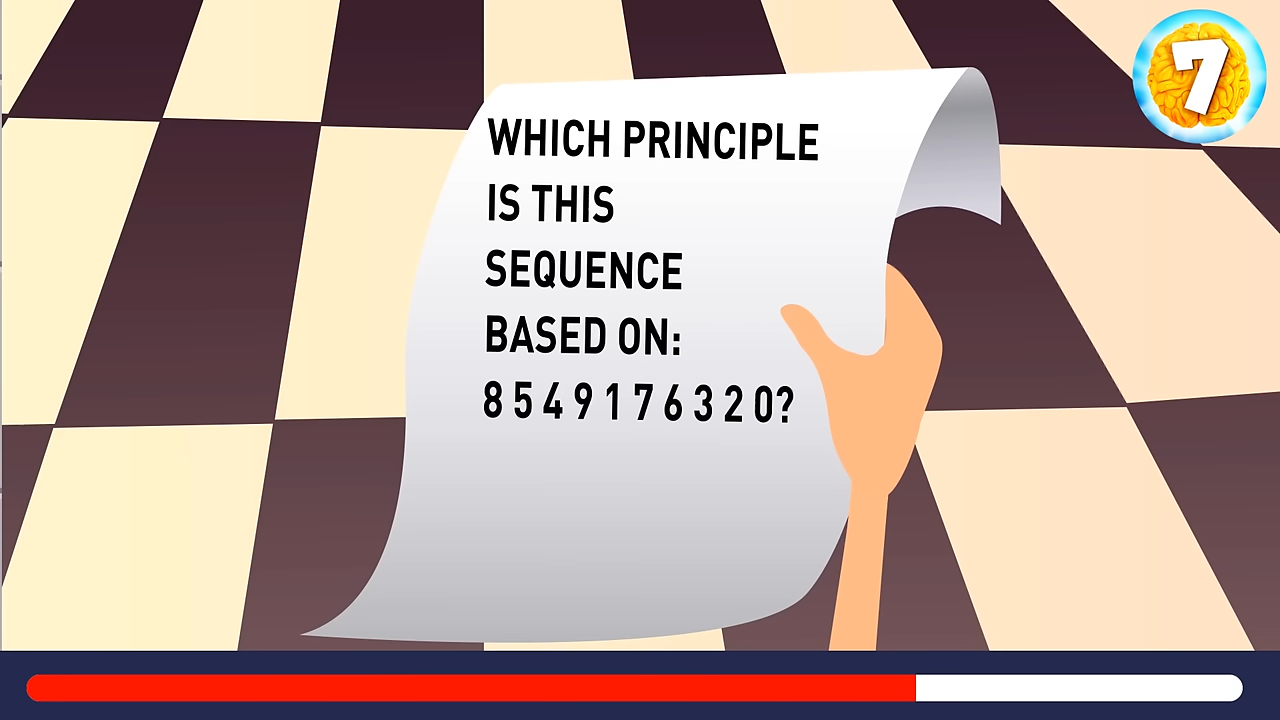 7
WHICH PRINCIPLE
IS THIS
SEQUENCE
BASED ON:
8 5 4 9 1 7 6 3 2 0?